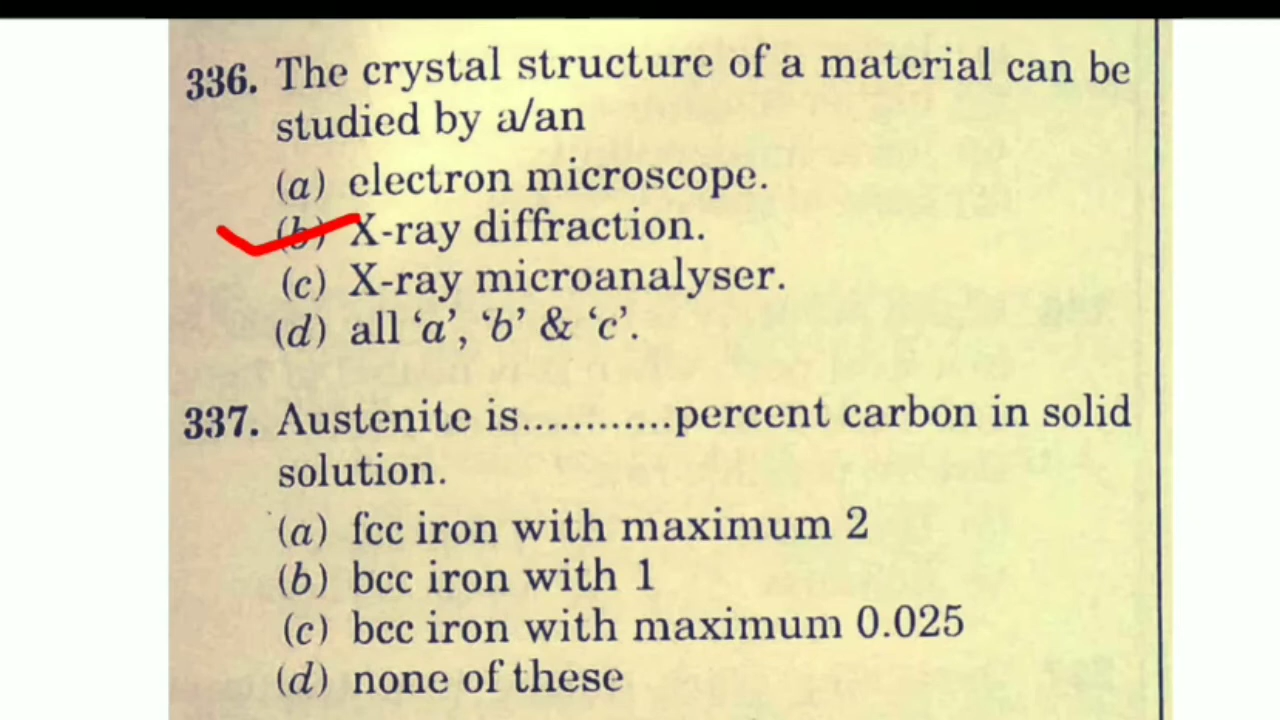 336. The crystal structure of a material can be
studied by a/an
(a) electron microscope.
(b) X-ray diffraction.
(c) X-ray microanalyser.
(d) all ‘a’, ‘b’ & ‘c’.
337. Austenite is............percent carbon in solid
solution.
(a) fcc iron with maximum 2
(b) bcc iron with 1
(c) bcc iron with maximum 0.025
(d) none of these